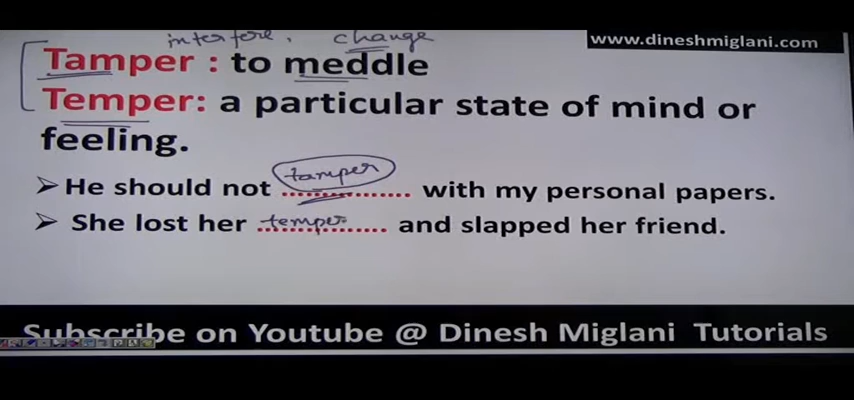 interfere. change
www.dineshmiglani.com
Tamper : to meddle
Temper: a particular state of mind or
feeling.
➢ He should not ..tamper.. with my personal papers.
➢ She lost her ..temper.. and slapped her friend.
Subscribe on Youtube @ Dinesh Miglani Tutorials